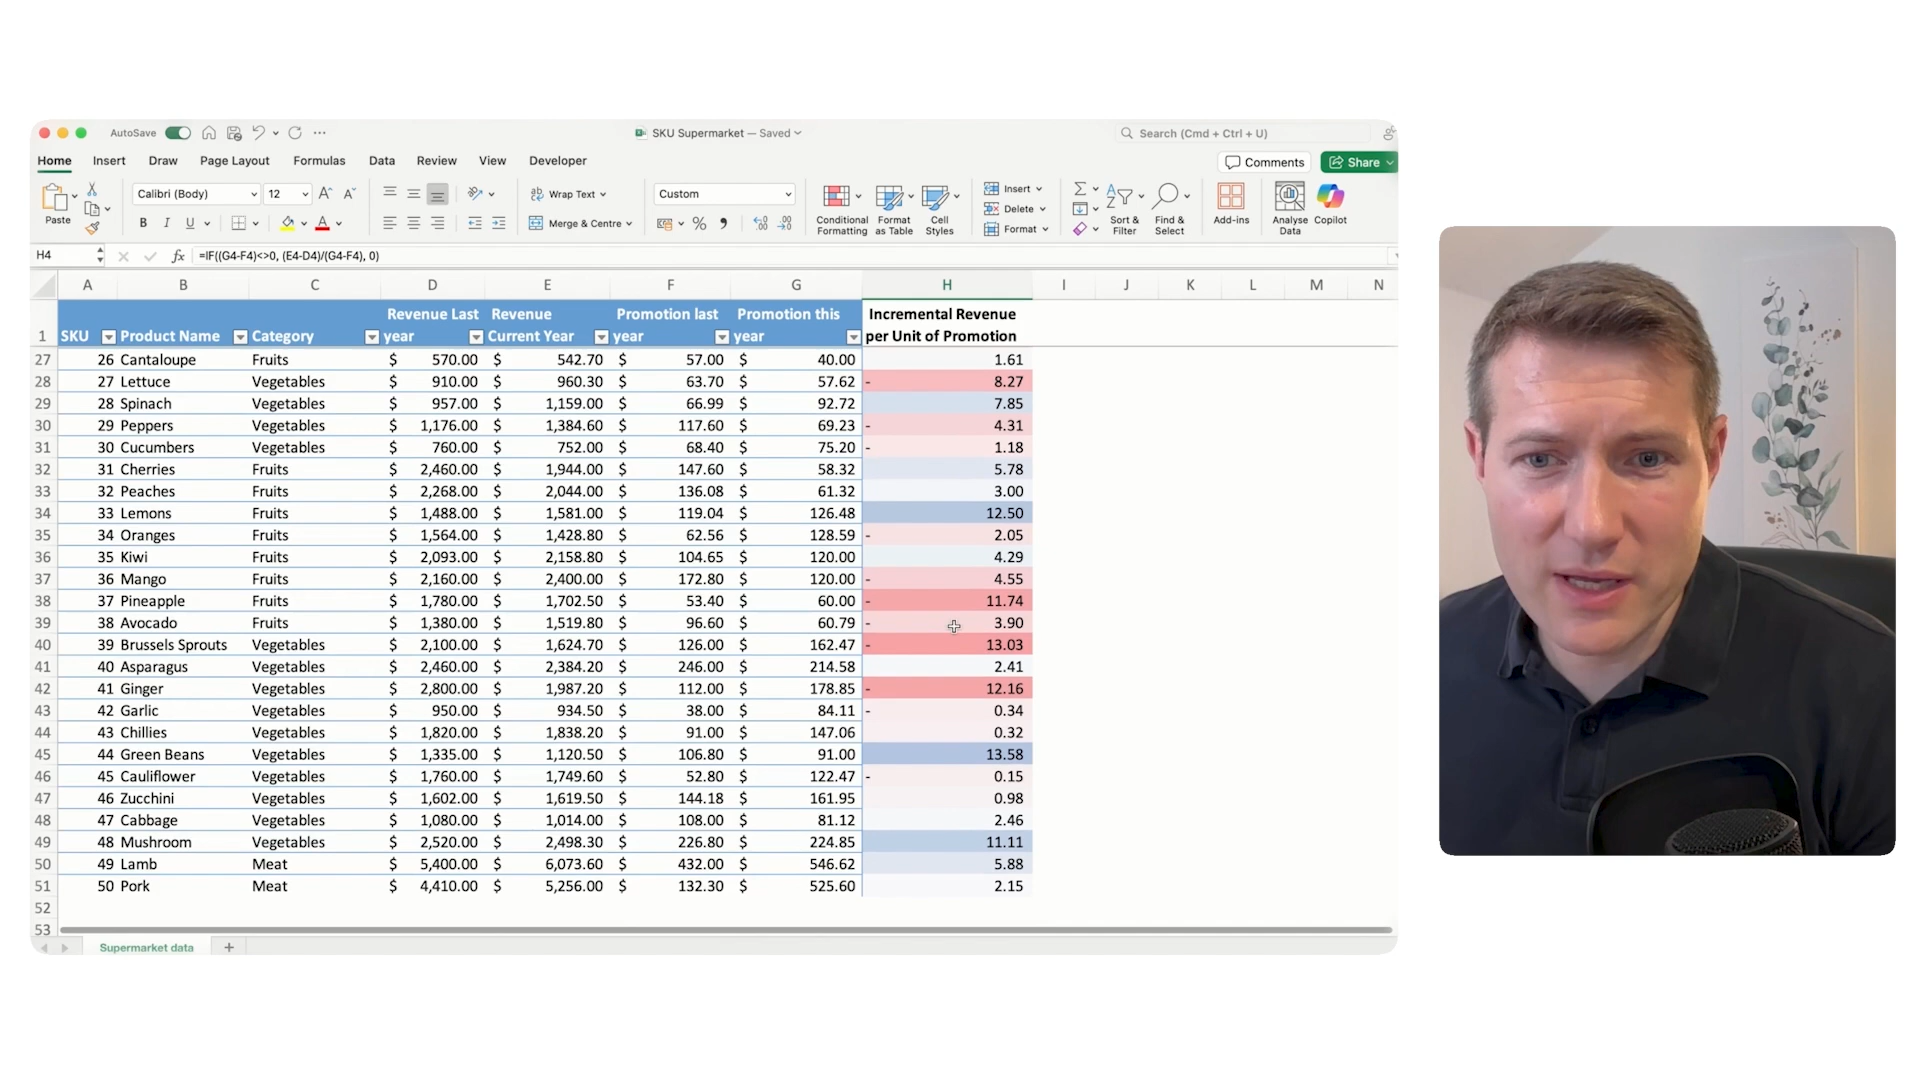 AutoSave SKU Supermarket — Saved Search (Cmd + Ctrl + U)
Home Insert Draw Page Layout Formulas Data Review View Developer Comments Share
Paste Calibri (Body) 12 Wrap Text Custom Conditional Formatting Format as Table Cell Styles Insert Sort & Filter Find & Select Add-ins Analyse Data Copilot
Delete
B I U Merge & Centre Format
H4 fx =IF((G4-F4)<>0, (E4-D4)/(G4-F4), 0)
A B C D E F G H I J K L M N
Revenue Last Revenue Promotion last Promotion this Incremental Revenue
1 SKU Product Name Category year Current Year year year per Unit of Promotion
27 26 Cantaloupe Fruits $ 570.00 $ 542.70 $ 57.00 $ 40.00 1.61
28 27 Lettuce Vegetables $ 910.00 $ 960.30 $ 63.70 $ 57.62 - 8.27
29 28 Spinach Vegetables $ 957.00 $ 1,159.00 $ 66.99 $ 92.72 7.85
30 29 Peppers Vegetables $ 1,176.00 $ 1,384.60 $ 117.60 $ 69.23 - 4.31
31 30 Cucumbers Vegetables $ 760.00 $ 752.00 $ 68.40 $ 75.20 - 1.18
32 31 Cherries Fruits $ 2,460.00 $ 1,944.00 $ 147.60 $ 58.32 5.78
33 32 Peaches Fruits $ 2,268.00 $ 2,044.00 $ 136.08 $ 61.32 3.00
34 33 Lemons Fruits $ 1,488.00 $ 1,581.00 $ 119.04 $ 126.48 12.50
35 34 Oranges Fruits $ 1,564.00 $ 1,428.80 $ 62.56 $ 128.59 - 2.05
36 35 Kiwi Fruits $ 2,093.00 $ 2,158.80 $ 104.65 $ 120.00 4.29
37 36 Mango Fruits $ 2,160.00 $ 2,400.00 $ 172.80 $ 120.00 - 4.55
38 37 Pineapple Fruits $ 1,780.00 $ 1,702.50 $ 53.40 $ 60.00 - 11.74
39 38 Avocado Fruits $ 1,380.00 $ 1,519.80 $ 96.60 $ 60.79 - 3.90
40 39 Brussels Sprouts Vegetables $ 2,100.00 $ 1,624.70 $ 126.00 $ 162.47 - 13.03
41 40 Asparagus Vegetables $ 2,460.00 $ 2,384.20 $ 246.00 $ 214.58 2.41
42 41 Ginger Vegetables $ 2,800.00 $ 1,987.20 $ 112.00 $ 178.85 - 12.16
43 42 Garlic Vegetables $ 950.00 $ 934.50 $ 38.00 $ 84.11 - 0.34
44 43 Chillies Vegetables $ 1,820.00 $ 1,838.20 $ 91.00 $ 147.06 0.32
45 44 Green Beans Vegetables $ 1,335.00 $ 1,120.50 $ 106.80 $ 91.00 13.58
46 45 Cauliflower Vegetables $ 1,760.00 $ 1,749.60 $ 52.80 $ 122.47 - 0.15
47 46 Zucchini Vegetables $ 1,602.00 $ 1,619.50 $ 144.18 $ 161.95 0.98
48 47 Cabbage Vegetables $ 1,080.00 $ 1,014.00 $ 108.00 $ 81.12 2.46
49 48 Mushroom Vegetables $ 2,520.00 $ 2,498.30 $ 226.80 $ 224.85 11.11
50 49 Lamb Meat $ 5,400.00 $ 6,073.60 $ 432.00 $ 546.62 5.88
51 50 Pork Meat $ 4,410.00 $ 5,256.00 $ 132.30 $ 525.60 2.15
52
53
Supermarket data +